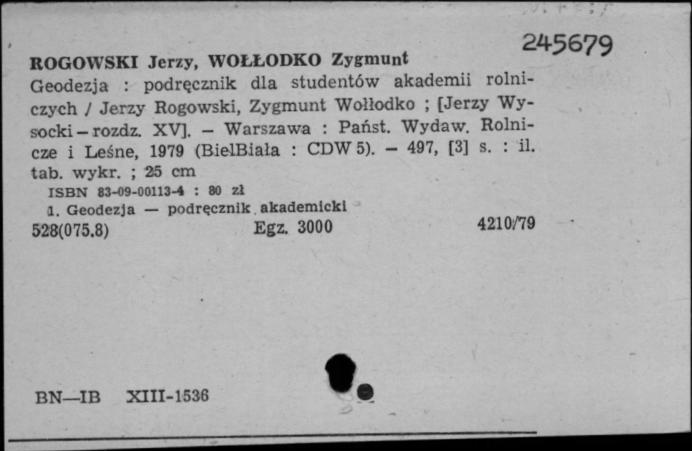 245679
ROGOWSKI Jerzy, WOŁŁODKO Zygmunt
Geodezja : podręcznik dla studentów akademii rolni-
czych / Jerzy Rogowski, Zygmunt Wołłodko ; [Jerzy Wy-
socki — rozdz. XV]. — Warszawa : Państ. Wydaw. Rolni-
cze i Leśne, 1979 (BielBiała : CDW 5). — 497, [3] s. : il.
tab. wykr. ; 25 cm
ISBN 83-09-00113-4 : 80 zł
1. Geodezja — podręcznik akademicki
528(075.8) Egz. 3000 4210/79
BN—IB XIII-1536